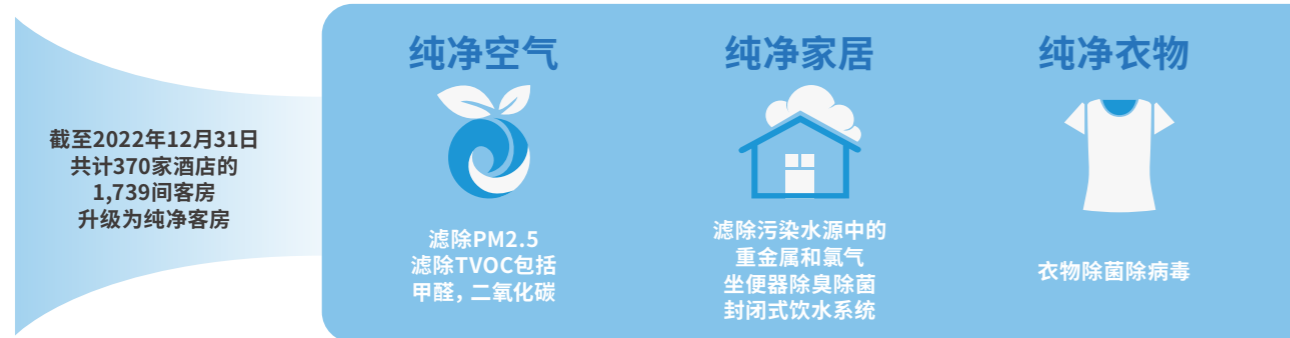 截至2022年12月31日
共计370家酒店的
1,739间客房
升级为纯净客房
纯净空气
滤除PM2.5
滤除TVOC包括
甲醛，二氧化碳
纯净家居
滤除污染水源中的
重金属和氯气
坐便器除臭除菌
封闭式饮水系统
纯净衣物
衣物除菌除病毒